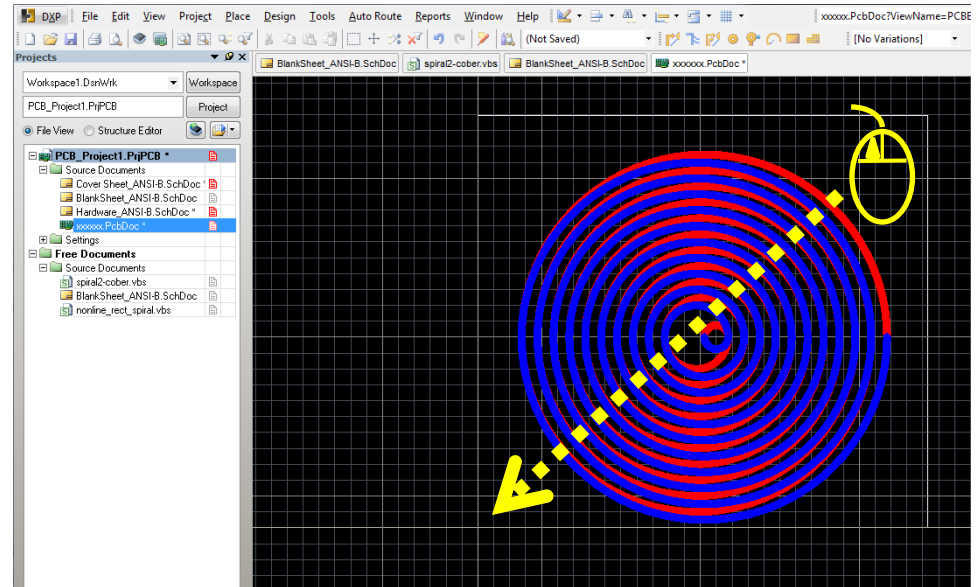 DXP File Edit View Project Place Design Tools Auto Route Reports Window Help xxxxxx.PcbDoc?ViewName=PCBE
(Not Saved) [No Variations]
Projects
BlankSheet_ANSI-B.SchDoc spiral2-cober.vbs BlankSheet_ANSI-B.SchDoc xxxxxx.PcbDoc *
Workspace1.DsnWrk Workspace
PCB_Project1.PrjPCB Project
File View Structure Editor
PCB_Project1.PrjPCB *
Source Documents
Cover Sheet_ANSI-B.SchDoc *
BlankSheet_ANSI-B.SchDoc
Hardware_ANSI-B.SchDoc *
xxxxxx.PcbDoc *
Settings
Free Documents
Source Documents
spiral2-cober.vbs
BlankSheet_ANSI-B.SchDoc
nonline_rect_spiral.vbs